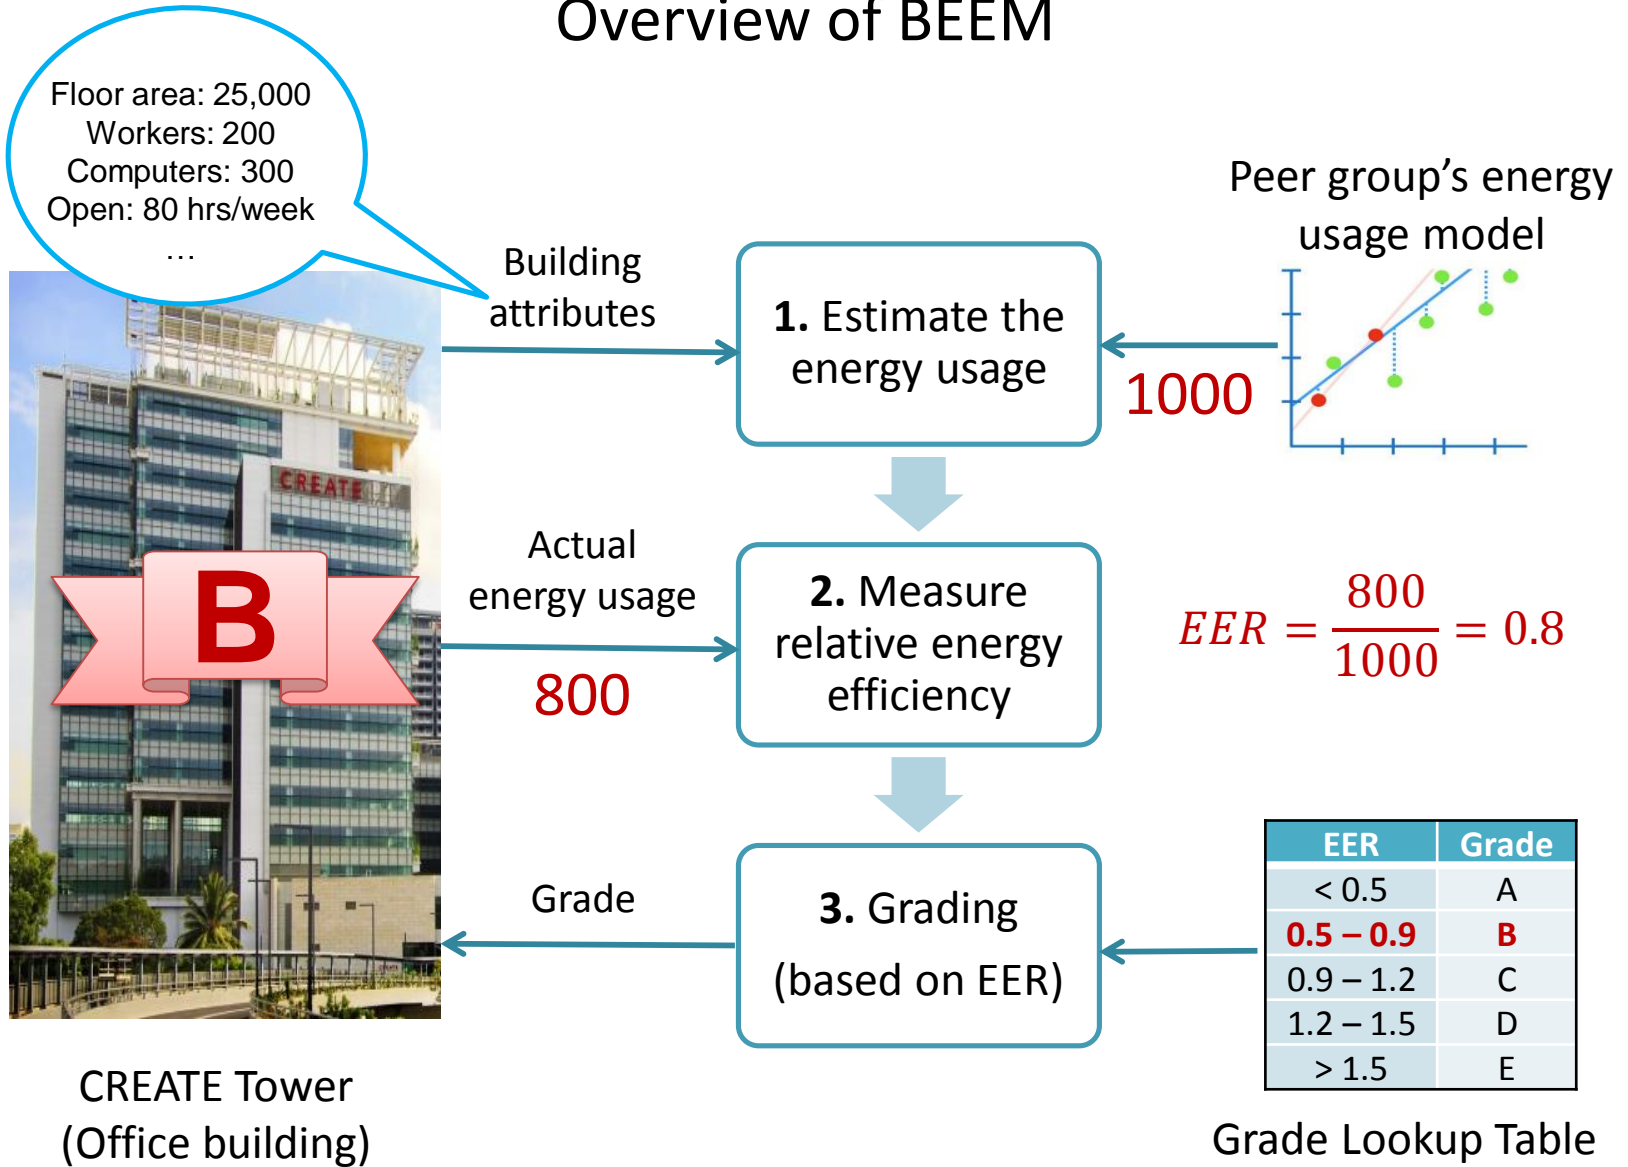 Overview of BEEM
Floor area: 25,000
Workers: 200
Computers: 300
Open: 80 hrs/week
…
Building
attributes
1. Estimate the
energy usage
Peer group’s energy
usage model
1000
CREATE
B
Actual
energy usage
800
2. Measure
relative energy
efficiency
EER = 800/1000 = 0.8
Grade
3. Grading
(based on EER)
EER Grade
< 0.5 A
0.5 – 0.9 B
0.9 – 1.2 C
1.2 – 1.5 D
> 1.5 E
Grade Lookup Table
CREATE Tower
(Office building)